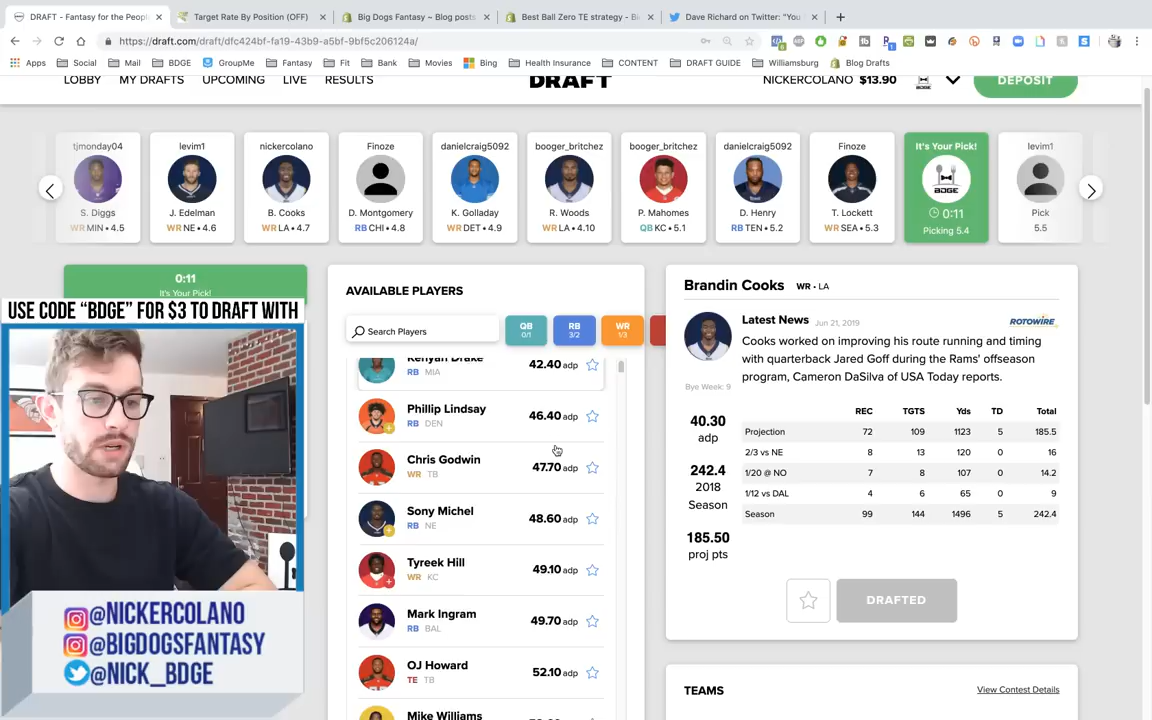 DRAFT - Fantasy for the Peopl
Target Rate By Position (OFF)
Big Dogs Fantasy ~ Blog posts
Best Ball Zero TE strategy - Bi
Dave Richard on Twitter: "You
https://draft.com/draft/dfc424bf-fa19-43b9-a5bf-9bf5c206124a/
Apps
Social
Mail
BDGE
GroupMe
Fantasy
Fit
Bank
Movies
Bing
Health Insurance
CONTENT
DRAFT GUIDE
Williamsburg
Blog Drafts
LOBBY
MY DRAFTS
UPCOMING
LIVE
RESULTS
DRAFT
NICKERCOLANO $13.90
BDGE
DEPOSIT
tjmonday04
S. Diggs
WR MIN • 4.5
levim1
J. Edelman
WR NE • 4.6
nickercolano
B. Cooks
WR LA • 4.7
Finoze
D. Montgomery
RB CHI • 4.8
danielcraig5092
K. Golladay
WR DET • 4.9
booger_britchez
R. Woods
WR LA • 4.10
booger_britchez
P. Mahomes
QB KC • 5.1
danielcraig5092
D. Henry
RB TEN • 5.2
Finoze
T. Lockett
WR SEA • 5.3
It's Your Pick!
BDGE
0:11
Picking 5.4
levim1
Pick
5.5
0:11
It's Your Pick!
USE CODE "BDGE" FOR $3 TO DRAFT WITH
AVAILABLE PLAYERS
Search Players
QB
0/1
RB
3/2
WR
1/3
Kenyan Drake
RB MIA
42.40 adp
Phillip Lindsay
RB DEN
46.40 adp
Chris Godwin
WR TB
47.70 adp
Sony Michel
RB NE
48.60 adp
Tyreek Hill
WR KC
49.10 adp
Mark Ingram
RB BAL
49.70 adp
OJ Howard
TE TB
52.10 adp
Mike Williams
Brandin Cooks WR • LA
Latest News Jun 21, 2019
ROTOWIRE
Cooks worked on improving his route running and timing
with quarterback Jared Goff during the Rams' offseason
program, Cameron DaSilva of USA Today reports.
Bye Week: 9
40.30
adp
242.4
2018
Season
185.50
proj pts
REC TGTS Yds TD Total
Projection 72 109 1123 5 185.5
2/3 vs NE 8 13 120 0 16
1/20 @ NO 7 8 107 0 14.2
1/12 vs DAL 4 6 65 0 9
Season 99 144 1496 5 242.4
DRAFTED
TEAMS
View Contest Details
@NICKERCOLANO
@BIGDOGSFANTASY
@NICK_BDGE